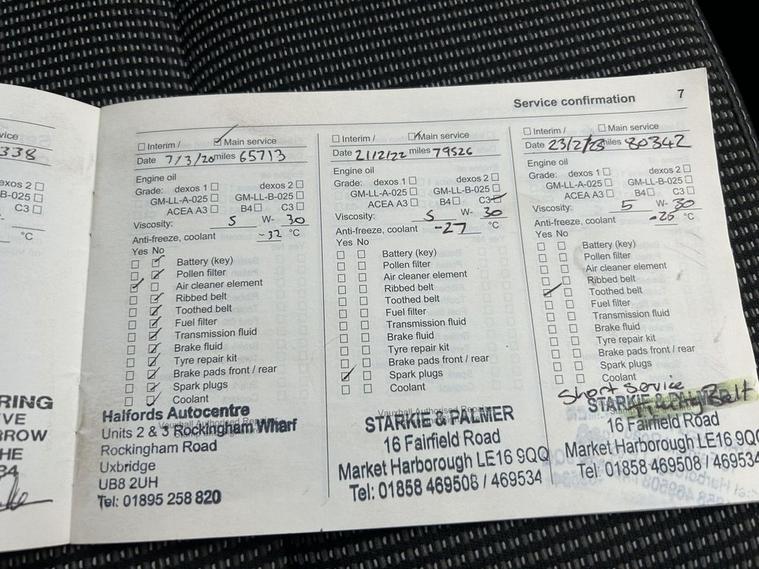 Service confirmation
7
vice
338
exos 2 ☐
B-025 ☐
C3 ☐
°C
RING
VE
BROW
HE
34
☐ Interim / ☑ Main service
Date 7/3/20 miles 65713
Engine oil
Grade: dexos 1 ☐ dexos 2 ☐
GM-LL-A-025 ☐ GM-LL-B-025 ☐
ACEA A3 ☐ B4 ☐ C3 ☐
Viscosity: 5 W- 30
Anti-freeze, coolant -32 °C
Yes No
☐ ☑ Battery (key)
☐ ☑ Pollen filter
☑ ☐ Air cleaner element
☐ ☑ Ribbed belt
☐ ☑ Toothed belt
☐ ☑ Fuel filter
☐ ☑ Transmission fluid
☐ ☑ Brake fluid
☐ ☑ Tyre repair kit
☐ ☑ Brake pads front / rear
☐ ☑ Spark plugs
☐ ☑ Coolant
Halfords Autocentre
Units 2 & 3 Rockingham Wharf
Rockingham Road
Uxbridge
UB8 2UH
Tel: 01895 258 820
☐ Interim / ☑ Main service
Date 21/12/22 miles 79526
Engine oil
Grade: dexos 1 ☐ dexos 2 ☐
GM-LL-A-025 ☐ GM-LL-B-025 ☐
ACEA A3 ☐ B4 ☐ C3 ☑
Viscosity: 5 W- 30
Anti-freeze, coolant -27 °C
Yes No
☐ ☐ Battery (key)
☐ ☐ Pollen filter
☐ ☐ Air cleaner element
☐ ☐ Ribbed belt
☐ ☐ Toothed belt
☐ ☐ Fuel filter
☐ ☐ Transmission fluid
☐ ☐ Brake fluid
☐ ☐ Tyre repair kit
☐ ☐ Brake pads front / rear
☑ ☐ Spark plugs
☐ ☐ Coolant
STARKIE & PALMER
16 Fairfield Road
Market Harborough LE16 9QQ
Tel: 01858 469508 / 469534
☐ Interim / ☐ Main service
Date 23/2/23 miles 80342
Engine oil
Grade: dexos 1 ☐ dexos 2 ☐
GM-LL-A-025 ☐ GM-LL-B-025 ☐
ACEA A3 ☐ B4 ☐ C3 ☐
Viscosity: 5 W- 30
Anti-freeze, coolant -25 °C
Yes No
☐ ☐ Battery (key)
☐ ☐ Pollen filter
☐ ☐ Air cleaner element
☐ ☐ Ribbed belt
☑ ☐ Toothed belt
☐ ☐ Fuel filter
☐ ☐ Transmission fluid
☐ ☐ Brake fluid
☐ ☐ Tyre repair kit
☐ ☐ Brake pads front / rear
☐ ☐ Spark plugs
☐ ☐ Coolant
Short Service
Timing Belt
STARKIE & PALMER
16 Fairfield Road
Market Harborough LE16 9QQ
Tel: 01858 469508 / 469534